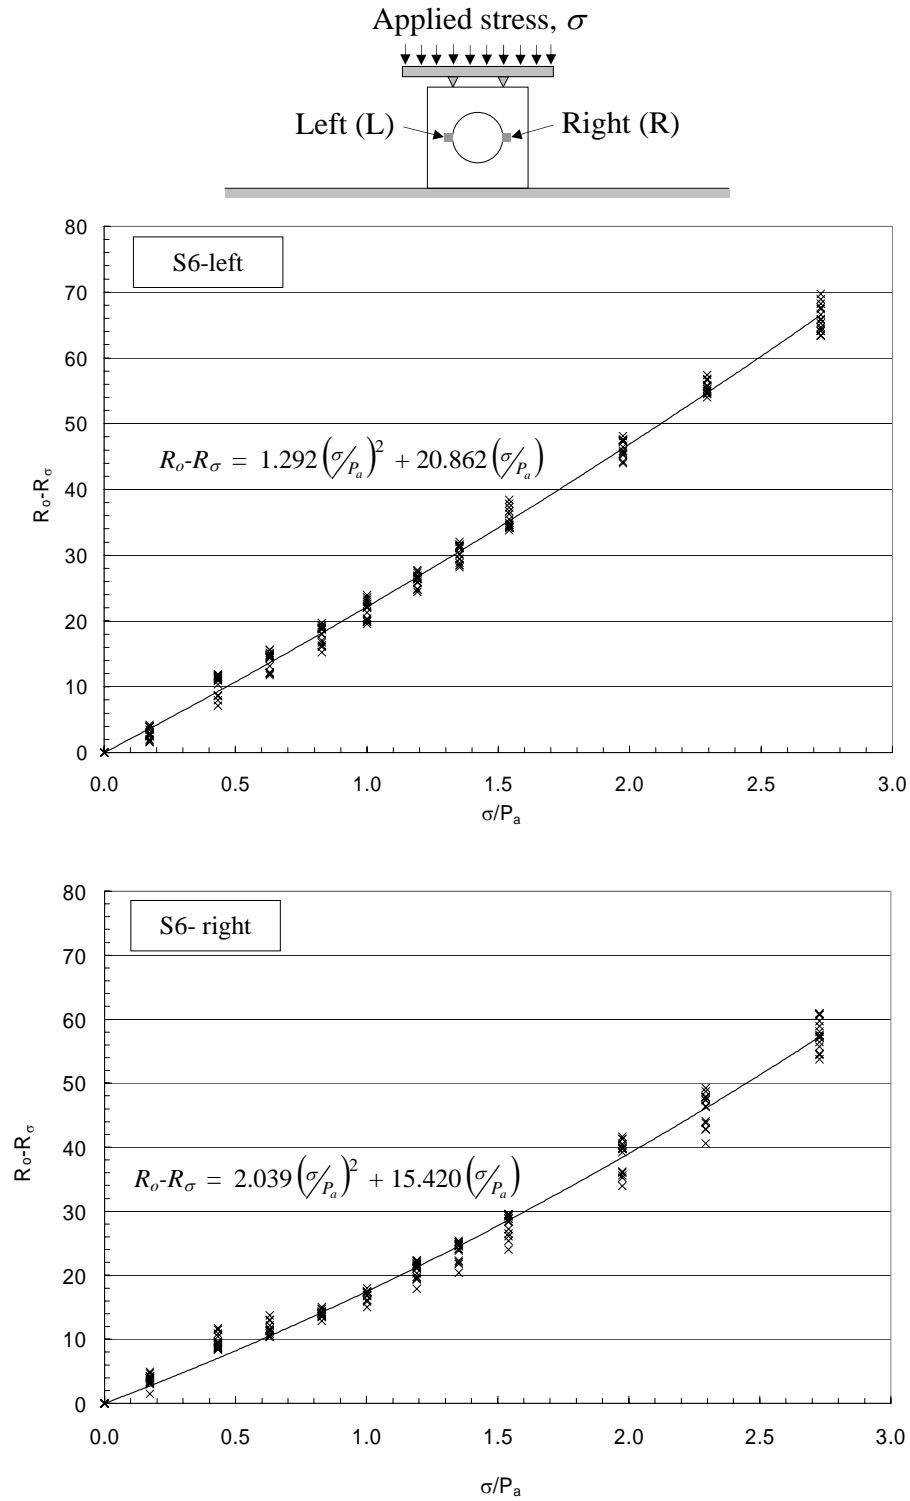 Applied stress, σ
Left (L)
Right (R)
S6-left
80
70
60
50
40
30
20
10
0
R₀-R_σ
R₀-R_σ = 1.292(σ/Pₐ)² + 20.862(σ/Pₐ)
0.0 0.5 1.0 1.5 2.0 2.5 3.0
σ/Pₐ
S6- right
80
70
60
50
40
30
20
10
0
R₀-R_σ
R₀-R_σ = 2.039(σ/Pₐ)² + 15.420(σ/Pₐ)
0.0 0.5 1.0 1.5 2.0 2.5 3.0
σ/Pₐ